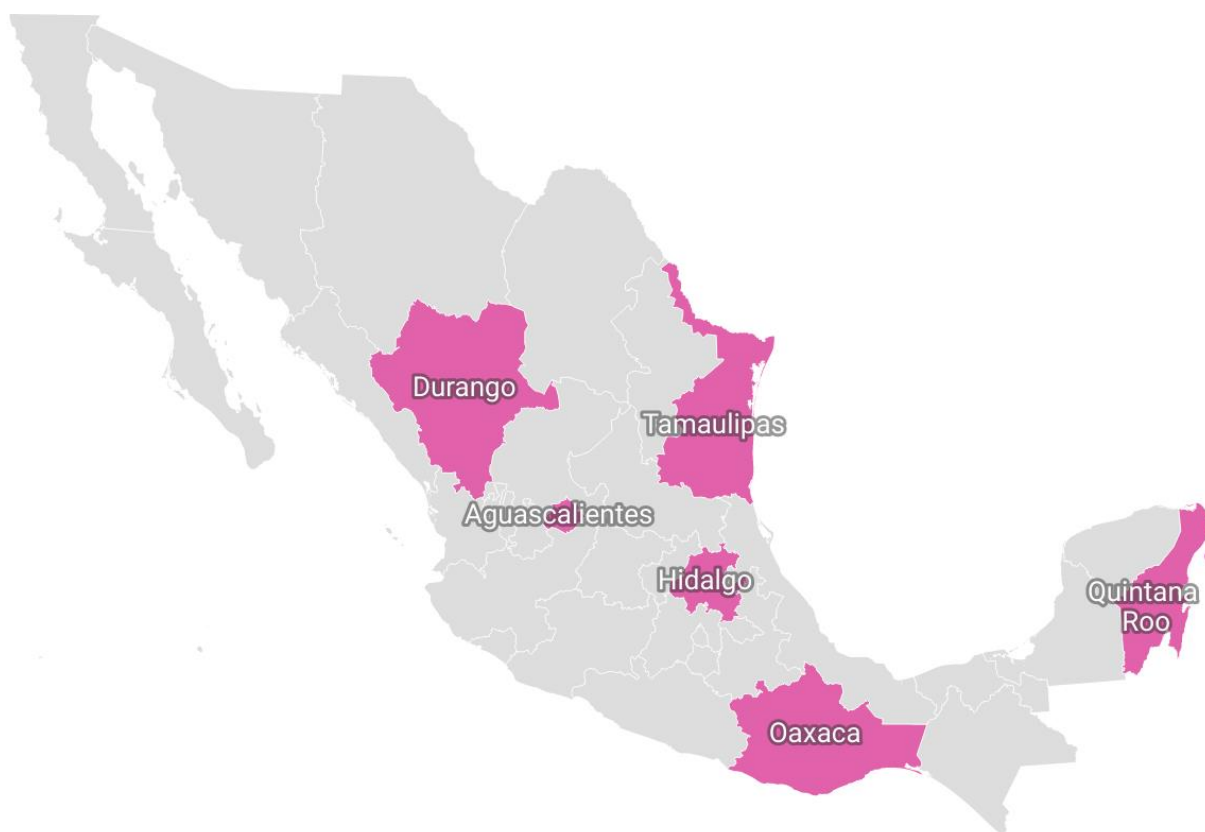 Durango
Tamaulipas
Aguascalientes
Hidalgo
Quintana
Roo
Oaxaca